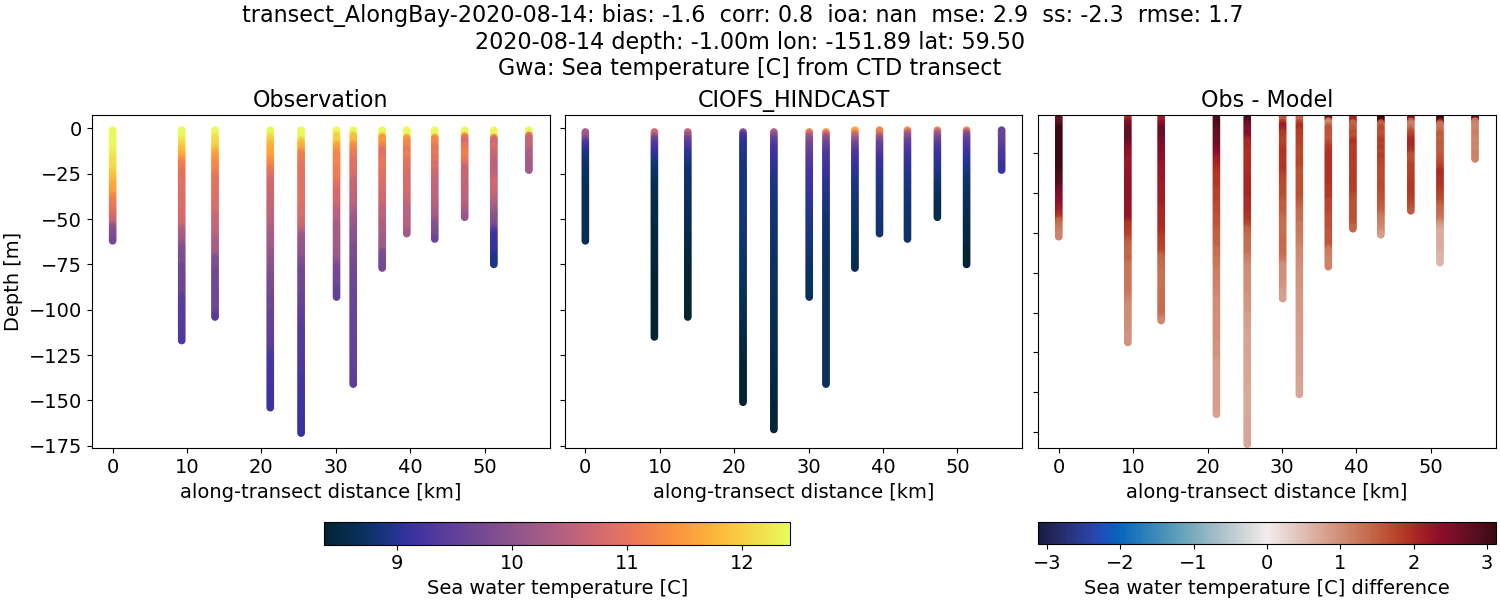 transect_AlongBay-2020-08-14: bias: -1.6 corr: 0.8 ioa: nan mse: 2.9 ss: -2.3 rmse: 1.7
2020-08-14 depth: -1.00m lon: -151.89 lat: 59.50
Gwa: Sea temperature [C] from CTD transect
Observation
CIOFS_HINDCAST
Obs - Model
Depth [m]
0
−25
−50
−75
−100
−125
−150
−175
0 10 20 30 40 50
0 10 20 30 40 50
0 10 20 30 40 50
along-transect distance [km]
along-transect distance [km]
along-transect distance [km]
9 10 11 12
Sea water temperature [C]
−3 −2 −1 0 1 2 3
Sea water temperature [C] difference